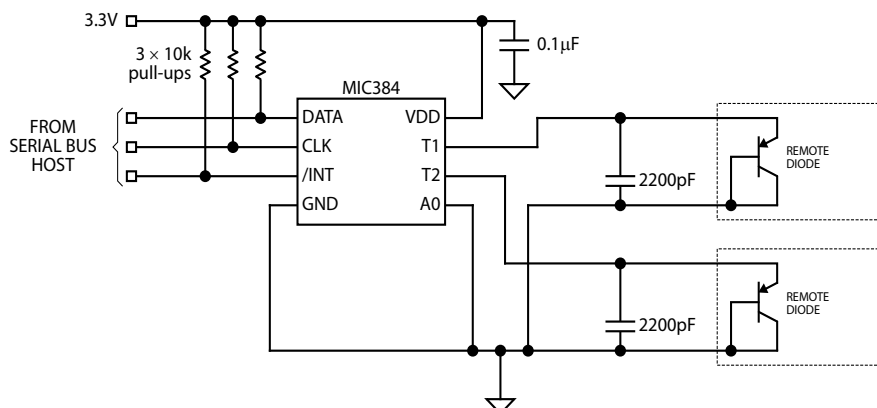 3.3V
3 × 10k
pull-ups
0.1µF
MIC384
FROM
SERIAL BUS
HOST
DATA
CLK
/INT
GND
VDD
T1
T2
A0
2200pF
REMOTE
DIODE
2200pF
REMOTE
DIODE